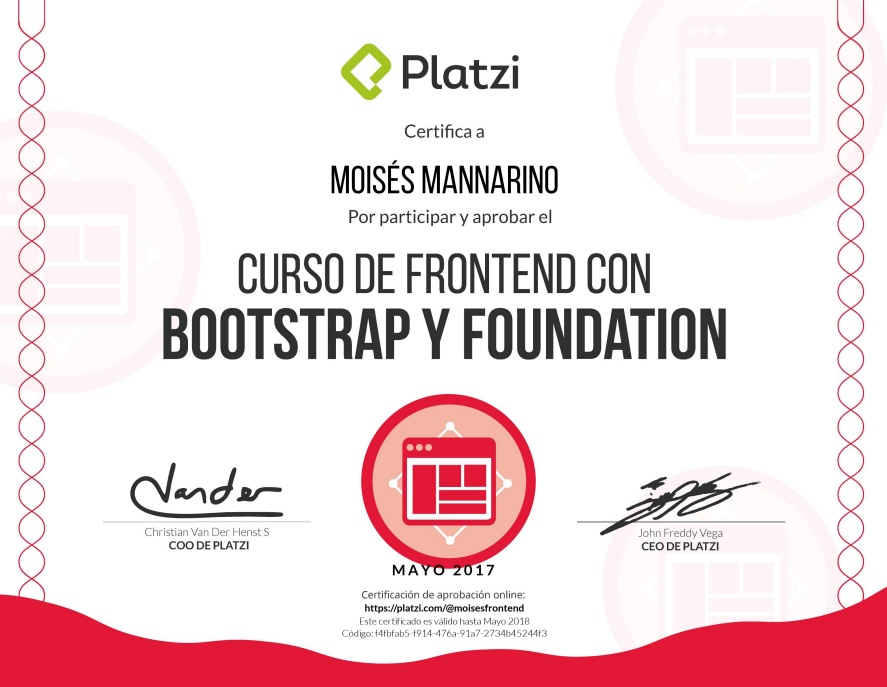 Platzi
Certifica a
MOISÉS MANNARINO
Por participar y aprobar el
CURSO DE FRONTEND CON
BOOTSTRAP Y FOUNDATION
Vander
Christian Van Der Henst S
COO DE PLATZI
John Freddy Vega
CEO DE PLATZI
MAYO 2017
Certificación de aprobación online:
https://platzi.com/@moisesfrontend
Este certificado es válido hasta Mayo 2018
Código: f4fbfab5-f914-476a-91a7-2734b45244f3